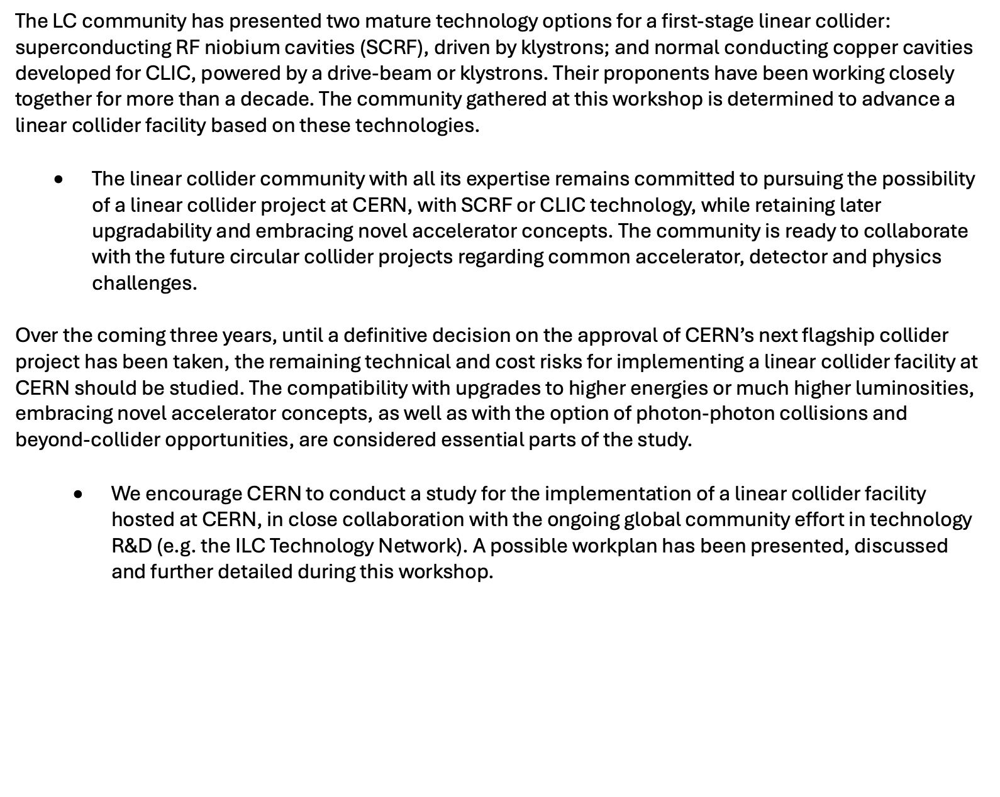 The LC community has presented two mature technology options for a first-stage linear collider:
superconducting RF niobium cavities (SCRF), driven by klystrons; and normal conducting copper cavities
developed for CLIC, powered by a drive-beam or klystrons. Their proponents have been working closely
together for more than a decade. The community gathered at this workshop is determined to advance a
linear collider facility based on these technologies.
• The linear collider community with all its expertise remains committed to pursuing the possibility
of a linear collider project at CERN, with SCRF or CLIC technology, while retaining later
upgradability and embracing novel accelerator concepts. The community is ready to collaborate
with the future circular collider projects regarding common accelerator, detector and physics
challenges.
Over the coming three years, until a definitive decision on the approval of CERN’s next flagship collider
project has been taken, the remaining technical and cost risks for implementing a linear collider facility at
CERN should be studied. The compatibility with upgrades to higher energies or much higher luminosities,
embracing novel accelerator concepts, as well as with the option of photon-photon collisions and
beyond-collider opportunities, are considered essential parts of the study.
• We encourage CERN to conduct a study for the implementation of a linear collider facility
hosted at CERN, in close collaboration with the ongoing global community effort in technology
R&D (e.g. the ILC Technology Network). A possible workplan has been presented, discussed
and further detailed during this workshop.